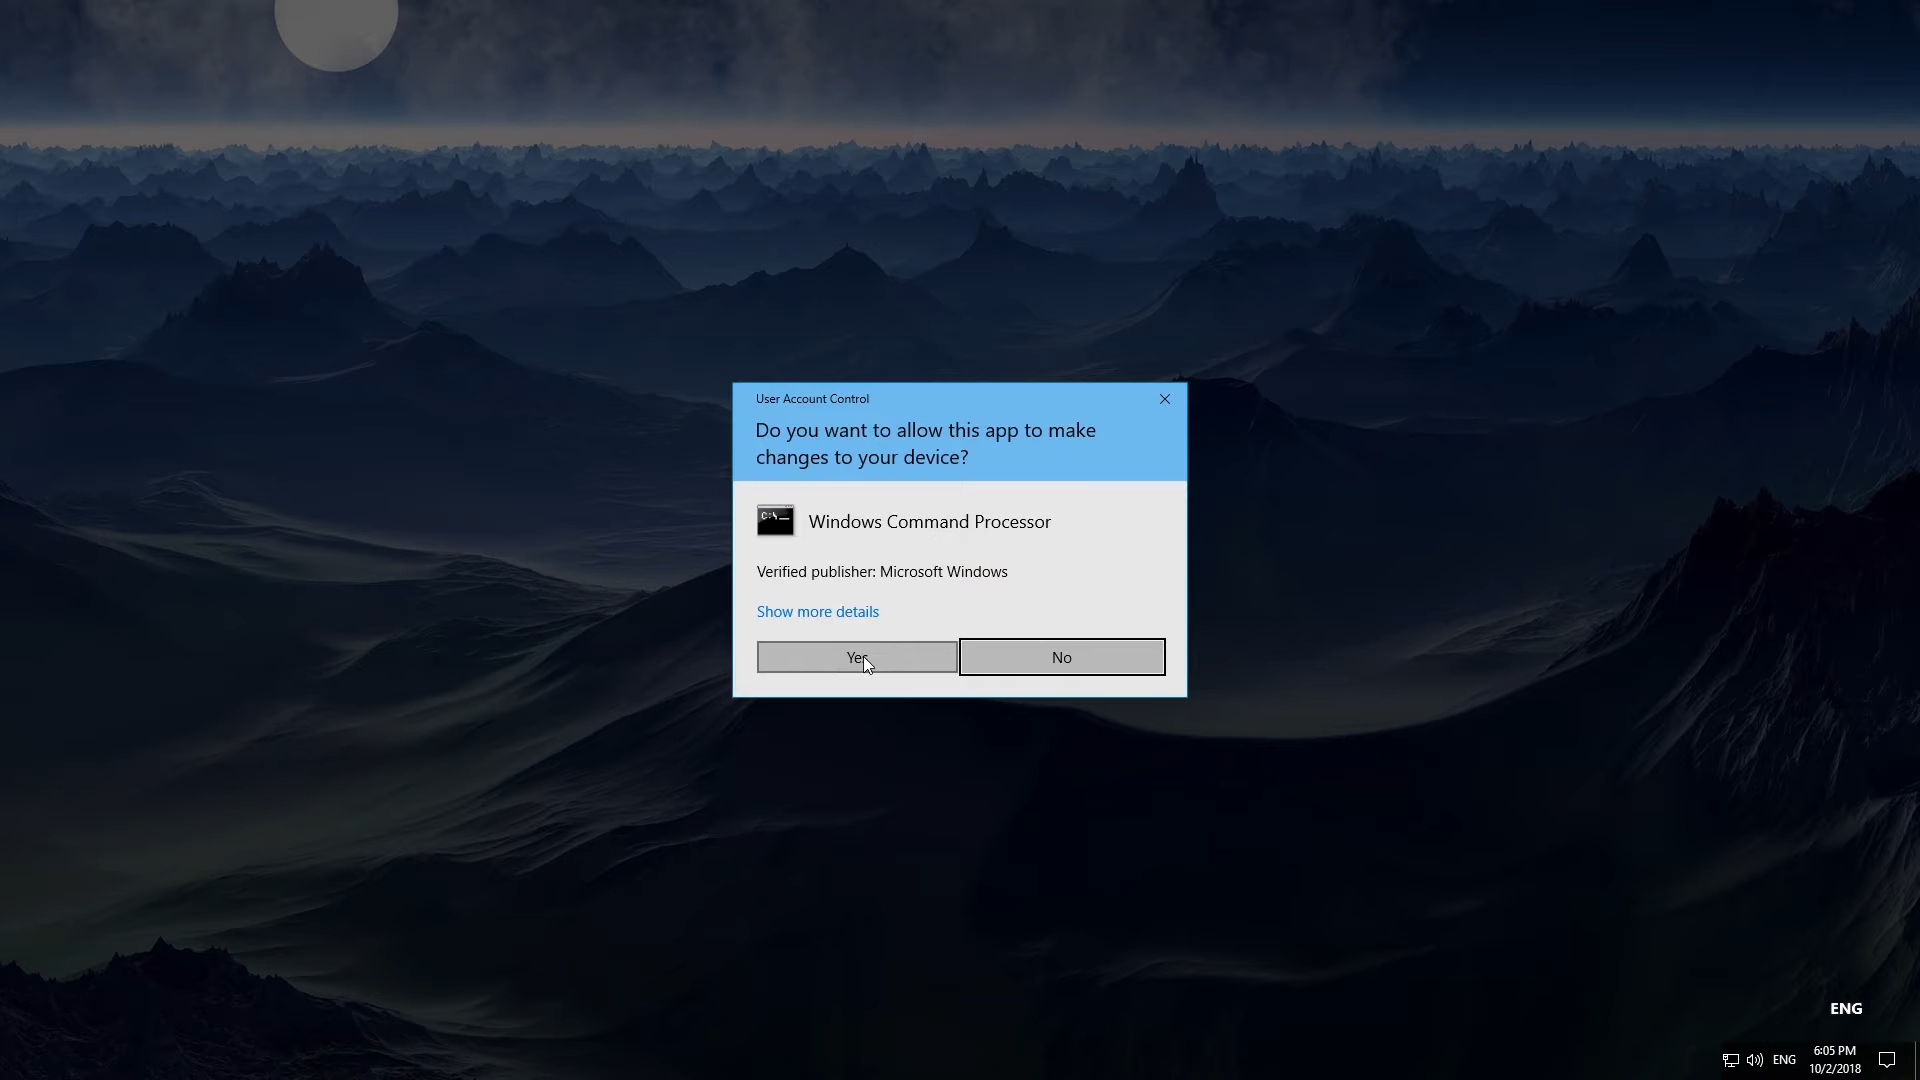 User Account Control
Do you want to allow this app to make
changes to your device?
C:\_
Windows Command Processor
Verified publisher: Microsoft Windows
Show more details
Yes
No
ENG
ENG
6:05 PM
10/2/2018